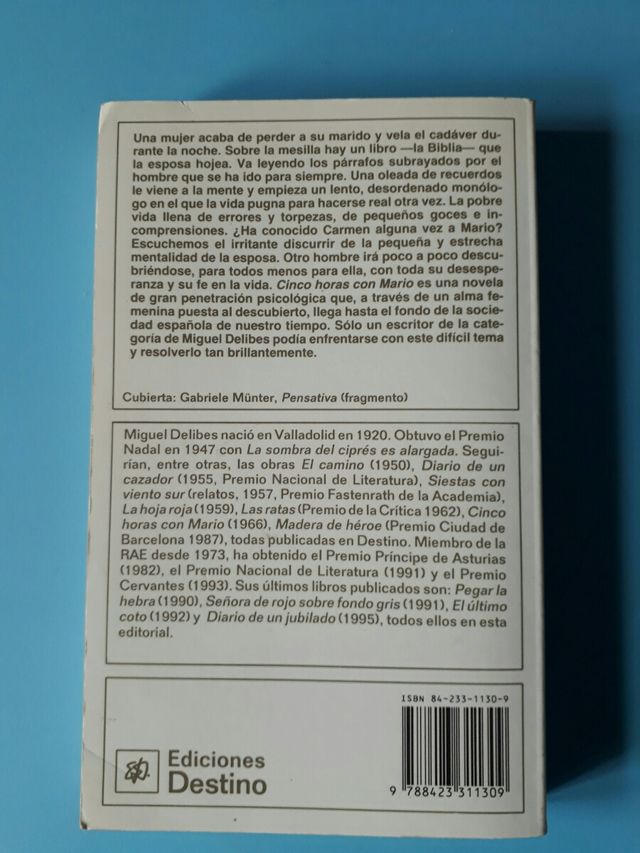 Una mujer acaba de perder a su marido y vela el cadáver du-
rante la noche. Sobre la mesilla hay un libro —la Biblia— que
la esposa hojea. Va leyendo los párrafos subrayados por el
hombre que se ha ido para siempre. Una oleada de recuerdos
le viene a la mente y empieza un lento, desordenado monólo-
go en el que la vida pugna para hacerse real otra vez. La pobre
vida llena de errores y torpezas, de pequeños goces e in-
comprensiones. ¿Ha conocido Carmen alguna vez a Mario?
Escuchemos el irritante discurrir de la pequeña y estrecha
mentalidad de la esposa. Otro hombre irá poco a poco descu-
briéndose, para todos menos para ella, con toda su desespe-
ranza y su fe en la vida. Cinco horas con Mario es una novela
de gran penetración psicológica que, a través de un alma fe-
menina puesta al descubierto, llega hasta el fondo de la socie-
dad española de nuestro tiempo. Sólo un escritor de la cate-
goría de Miguel Delibes podía enfrentarse con este difícil tema
y resolverlo tan brillantemente.
Cubierta: Gabriele Münter, Pensativa (fragmento)
Miguel Delibes nació en Valladolid en 1920. Obtuvo el Premio
Nadal en 1947 con La sombra del ciprés es alargada. Segui-
rían, entre otras, las obras El camino (1950), Diario de un
cazador (1955, Premio Nacional de Literatura), Siestas con
viento sur (relatos, 1957, Premio Fastenrath de la Academia),
La hoja roja (1959), Las ratas (Premio de la Crítica 1962), Cinco
horas con Mario (1966), Madera de héroe (Premio Ciudad de
Barcelona 1987), todas publicadas en Destino. Miembro de la
RAE desde 1973, ha obtenido el Premio Príncipe de Asturias
(1982), el Premio Nacional de Literatura (1991) y el Premio
Cervantes (1993). Sus últimos libros publicados son: Pegar la
hebra (1990), Señora de rojo sobre fondo gris (1991), El último
coto (1992) y Diario de un jubilado (1995), todos ellos en esta
editorial.
ISBN 84-233-1130-9
9 788423 311309
Ediciones
Destino